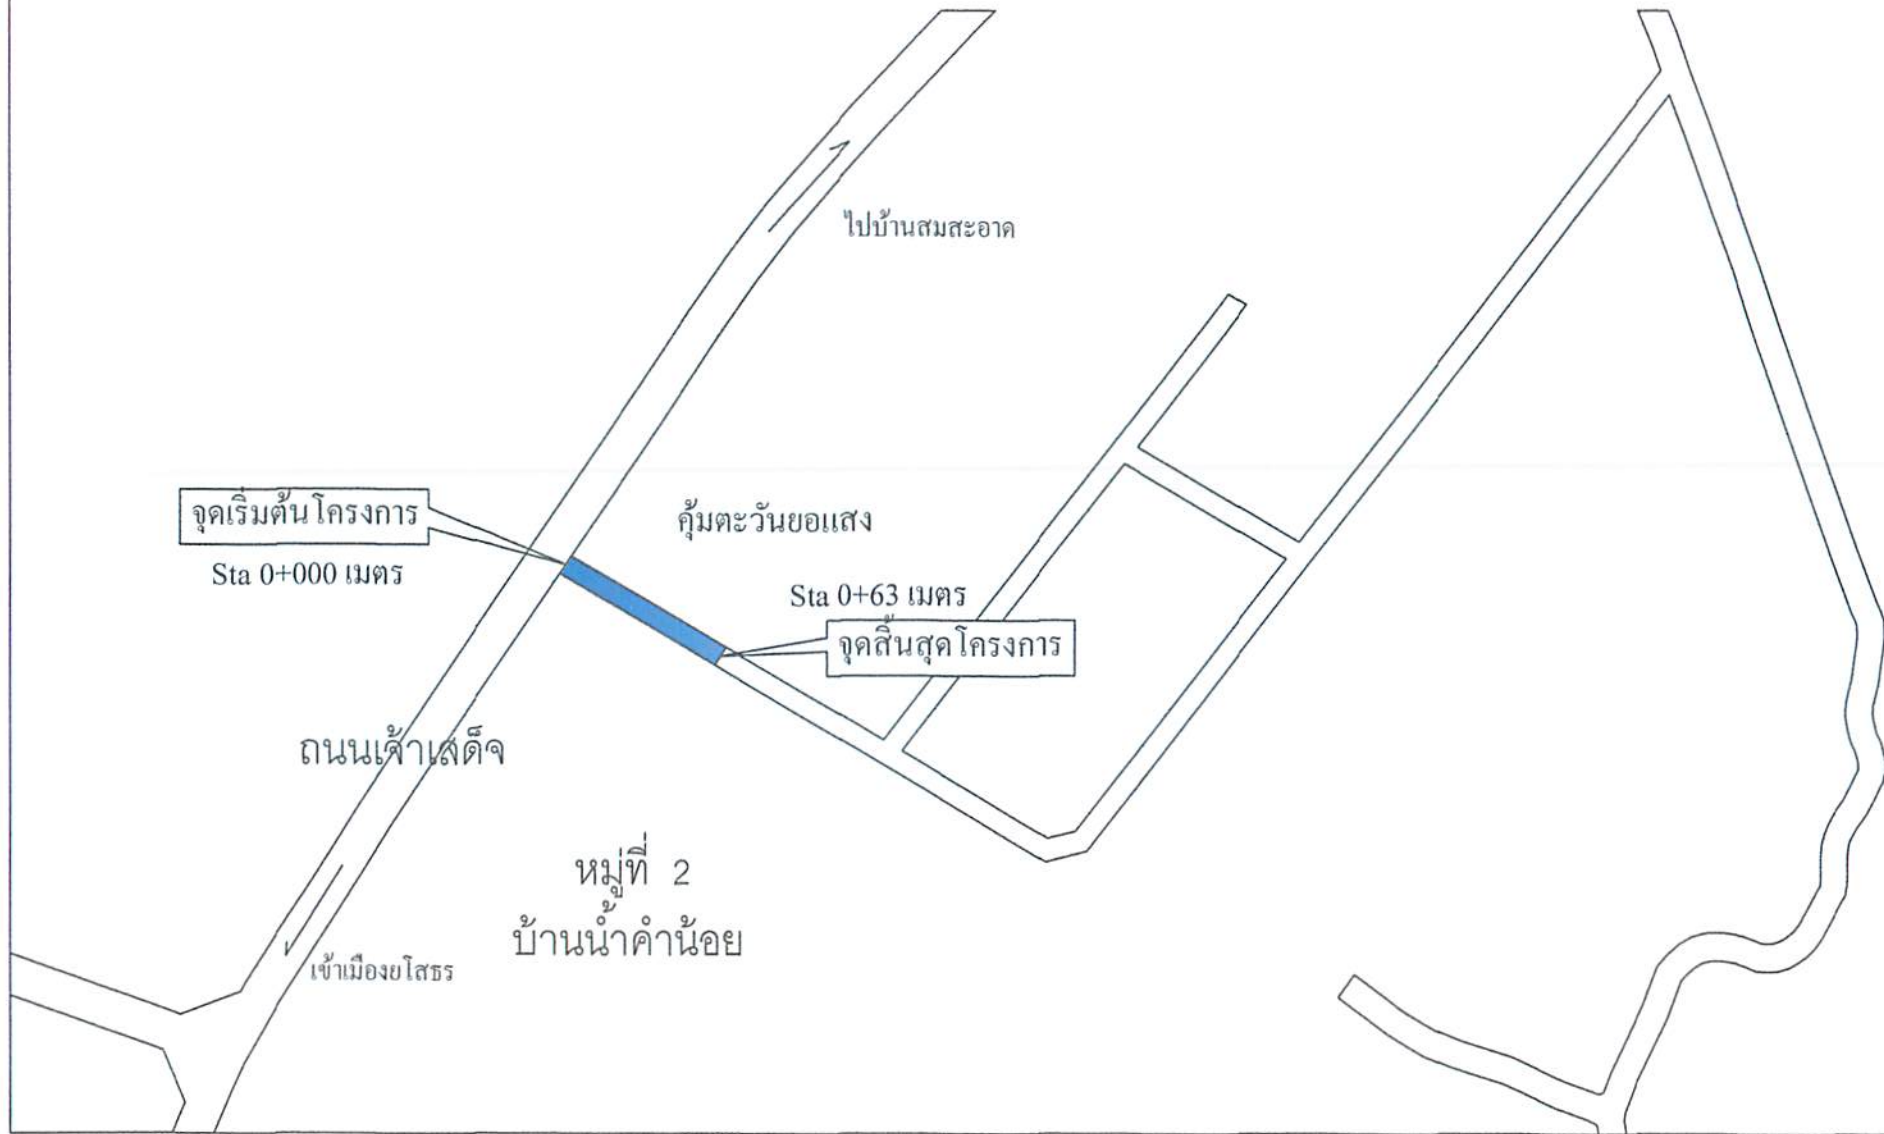 ไปบ้านสมสะอาด
จุดเริ่มต้นโครงการ
คุ้มตะวันยอแสง
Sta 0+000 เมตร
Sta 0+63 เมตร
จุดสิ้นสุดโครงการ
ถนนเจ้าเสด็จ
หมู่ที่ 2
บ้านน้ำคำน้อย
เข้าเมืองยโสธร